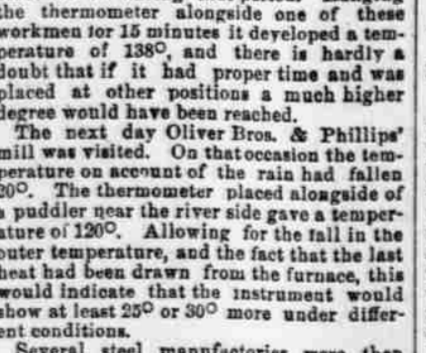 the thermometer alongside one of these
workmen for 15 minutes it developed a tem-
perature of 138°, and there is hardly a
doubt that if it had proper time and was
placed at other positions a much higher
degree would have been reached.
The next day Oliver Bros. & Phillips'
mill was visited. On that occasion the tem-
perature on account of the rain had fallen
20°. The thermometer placed alongside of
a puddler near the river side gave a temper-
ature of 120°. Allowing for the fall in the
outer temperature, and the fact that the last
heat had been drawn from the furnace, this
would indicate that the instrument would
show at least 25° or 30° more under differ-
ent conditions.
Several steel manufactories more than